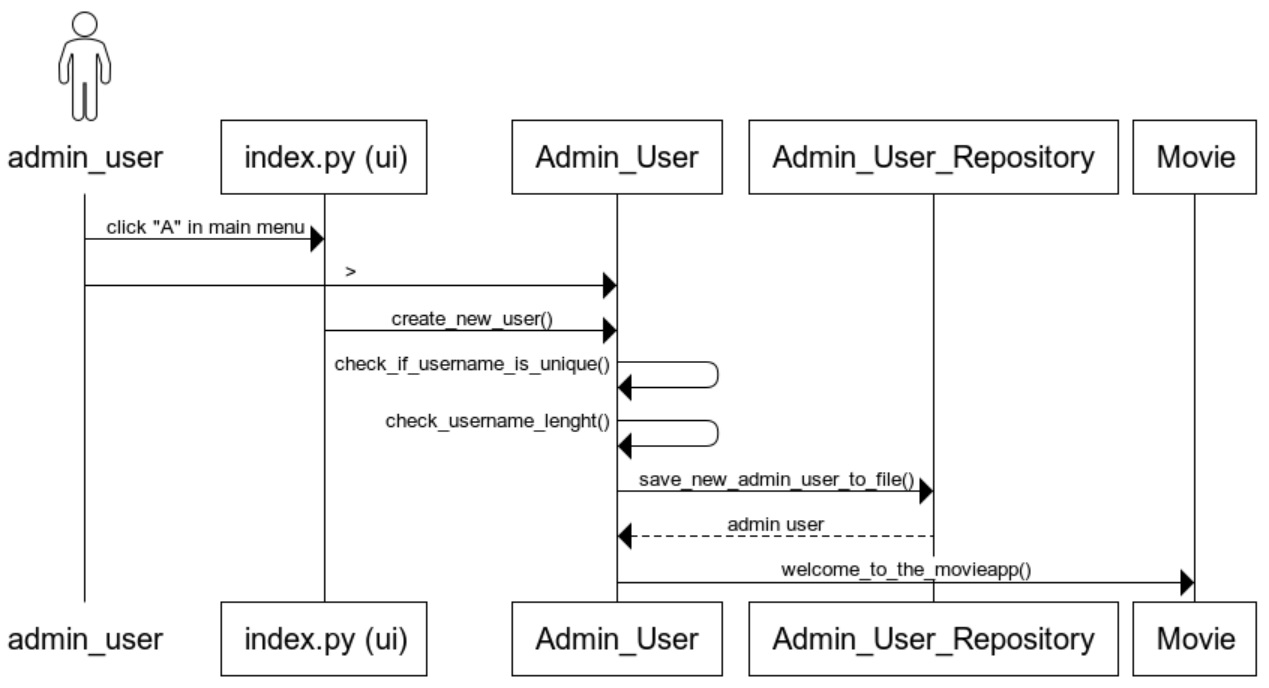 admin_user
index.py (ui)
Admin_User
Admin_User_Repository
Movie
click "A" in main menu
>
create_new_user()
check_if_username_is_unique()
check_username_lenght()
save_new_admin_user_to_file()
admin user
welcome_to_the_movieapp()
admin_user
index.py (ui)
Admin_User
Admin_User_Repository
Movie